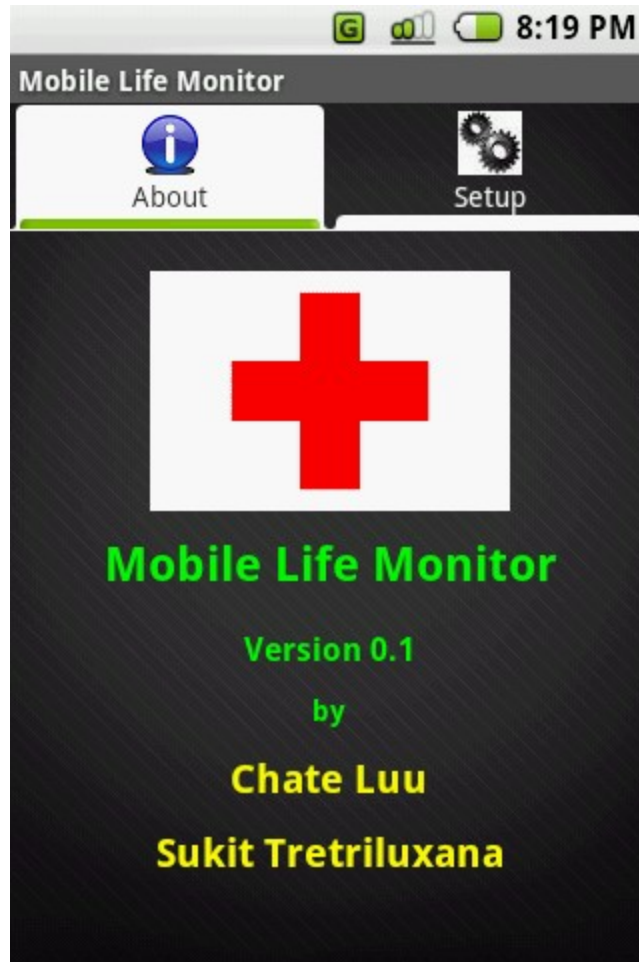 G 8:19 PM
Mobile Life Monitor
About Setup
Mobile Life Monitor
Version 0.1
by
Chate Luu
Sukit Tretriluxana